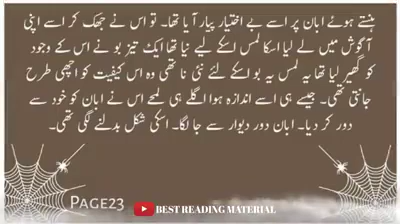 ہنستے ہوئے ابان پر اسے بے اختیار پیار آیا تھا۔ تو اس نے جھک کر اسے اپنی
آغوش میں لے لیا اسکا لمس اسکے لیے نیا تھا ایک تیز بو نے اس کے وجود
کو گھیر لیا تھا یہ لمس یہ بو اسکے لئے نئی نا تھی وہ اس کیفیت کو اچھی طرح
جانتی تھی۔ جیسے ہی اسے اندازہ ہوا اگلے ہی لمحے اس نے ابان کو خود سے
دور کر دیا۔ ابان دور دیوار سے جا لگا۔ اسکی شکل بدلنے لگی تھی۔
PAGE23
BEST READING MATERIAL